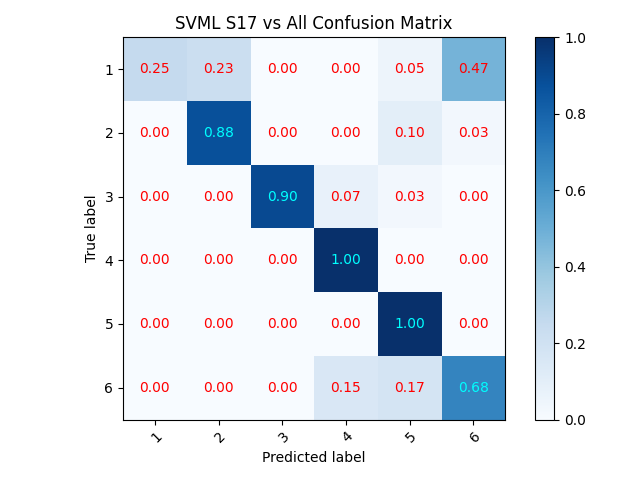 SVML S17 vs All Confusion Matrix
1 0.25 0.23 0.00 0.00 0.05 0.47
2 0.00 0.88 0.00 0.00 0.10 0.03
3 0.00 0.00 0.90 0.07 0.03 0.00
4 0.00 0.00 0.00 1.00 0.00 0.00
5 0.00 0.00 0.00 0.00 1.00 0.00
6 0.00 0.00 0.00 0.15 0.17 0.68
1 2 3 4 5 6
True label
Predicted label
1.0
0.8
0.6
0.4
0.2
0.0